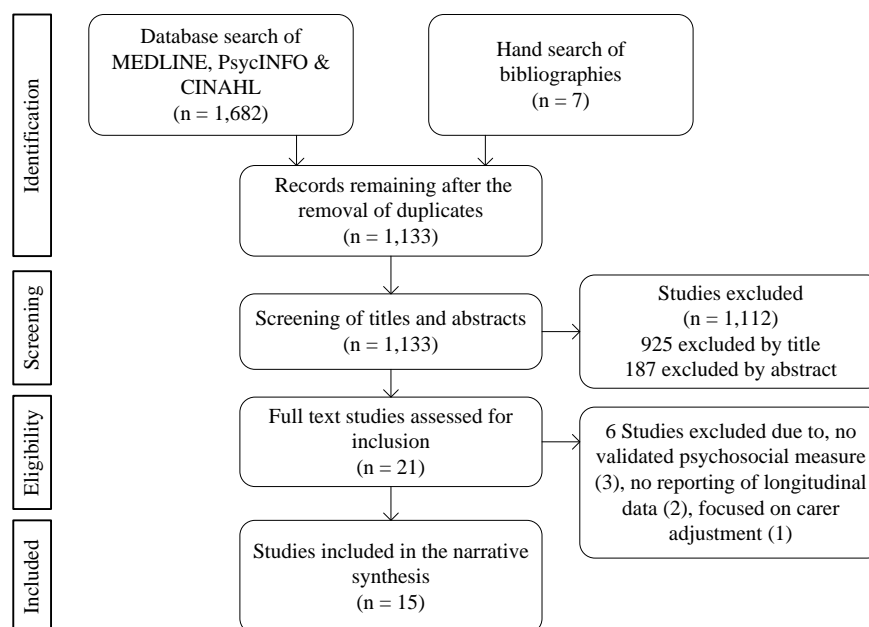 Identification
Database search of
MEDLINE, PsycINFO &
CINAHL
(n = 1,682)
Hand search of
bibliographies
(n = 7)
Records remaining after the
removal of duplicates
(n = 1,133)
Screening
Screening of titles and abstracts
(n = 1,133)
Studies excluded
(n = 1,112)
925 excluded by title
187 excluded by abstract
Eligibility
Full text studies assessed for
inclusion
(n = 21)
6 Studies excluded due to, no
validated psychosocial measure
(3), no reporting of longitudinal
data (2), focused on carer
adjustment (1)
Included
Studies included in the narrative
synthesis
(n = 15)